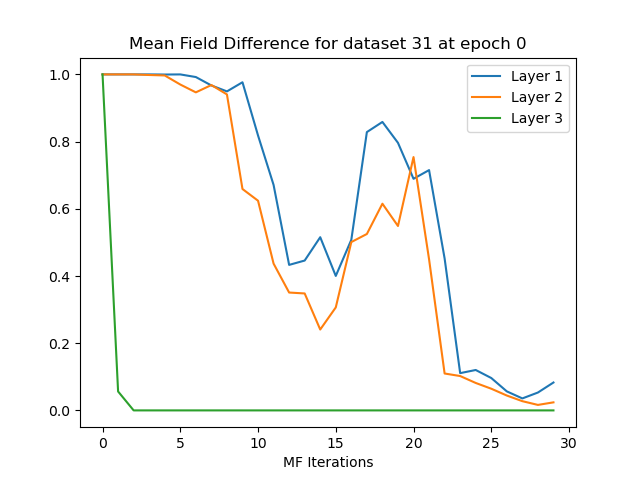 Mean Field Difference for dataset 31 at epoch 0
1.0
0.8
0.6
0.4
0.2
0.0
Layer 1
Layer 2
Layer 3
0 5 10 15 20 25 30
MF Iterations